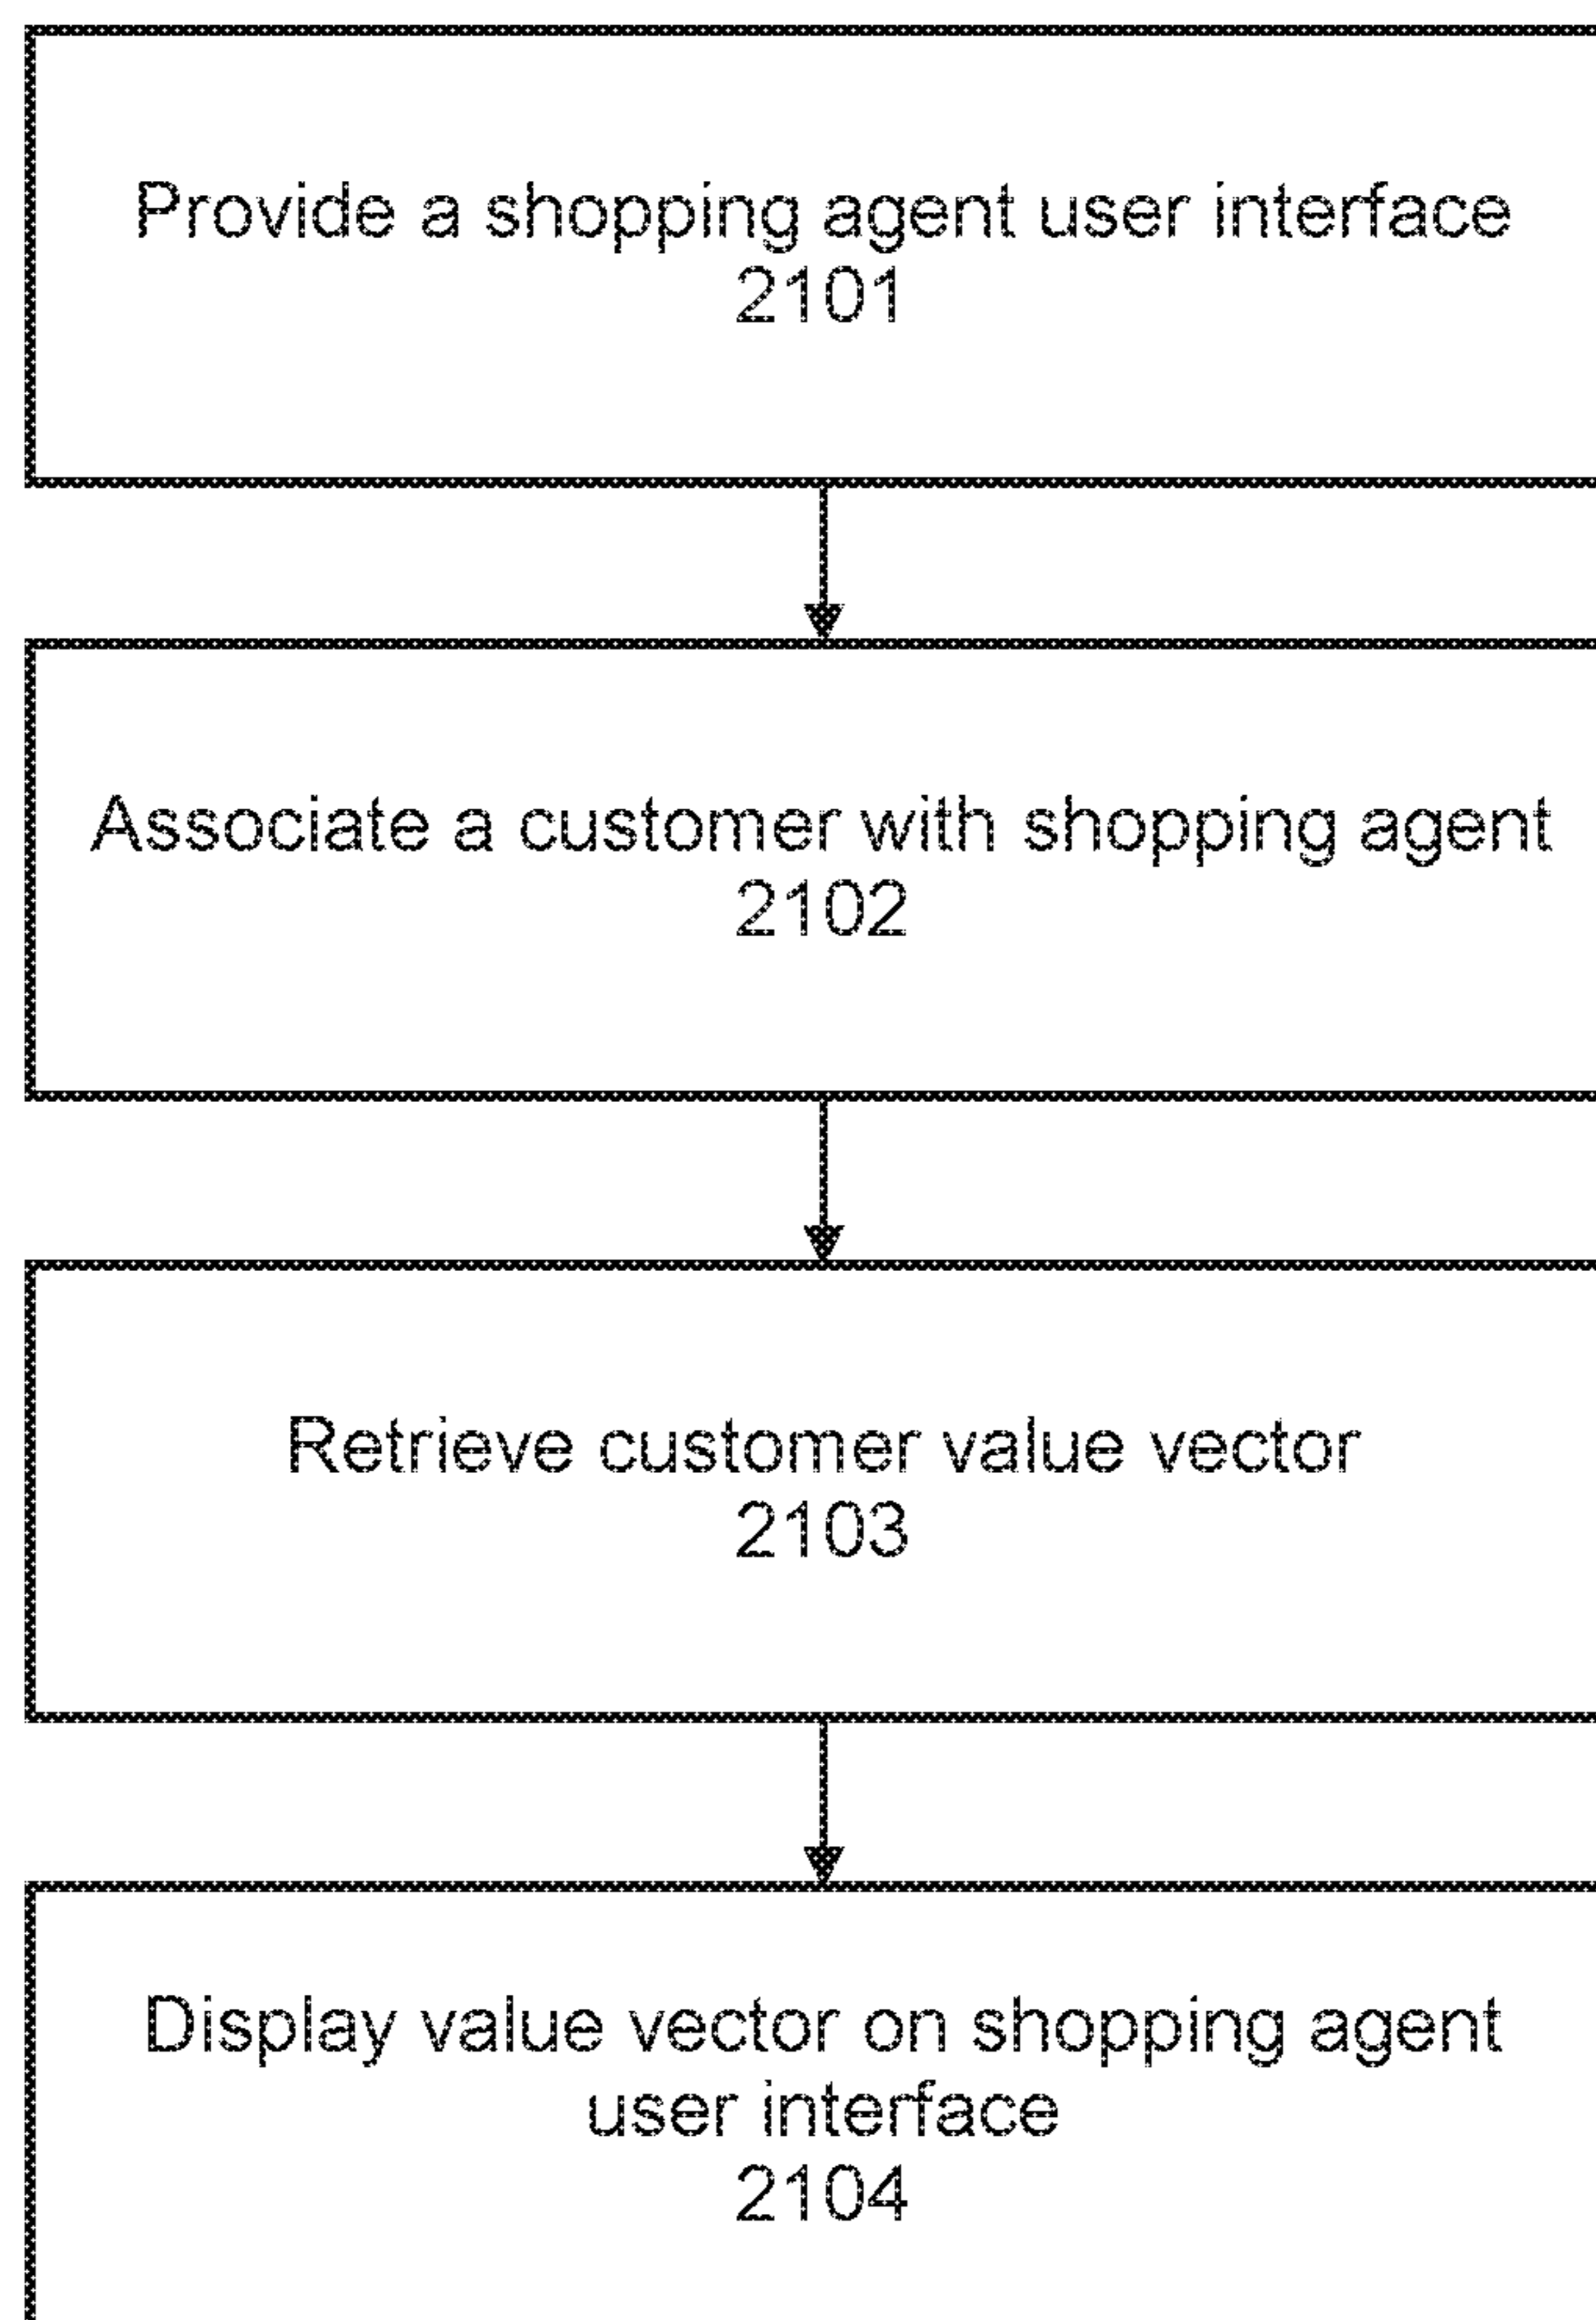 Provide a shopping agent user interface
2101
Associate a customer with shopping agent
2102
Retrieve customer value vector
2103
Display value vector on shopping agent
user interface
2104